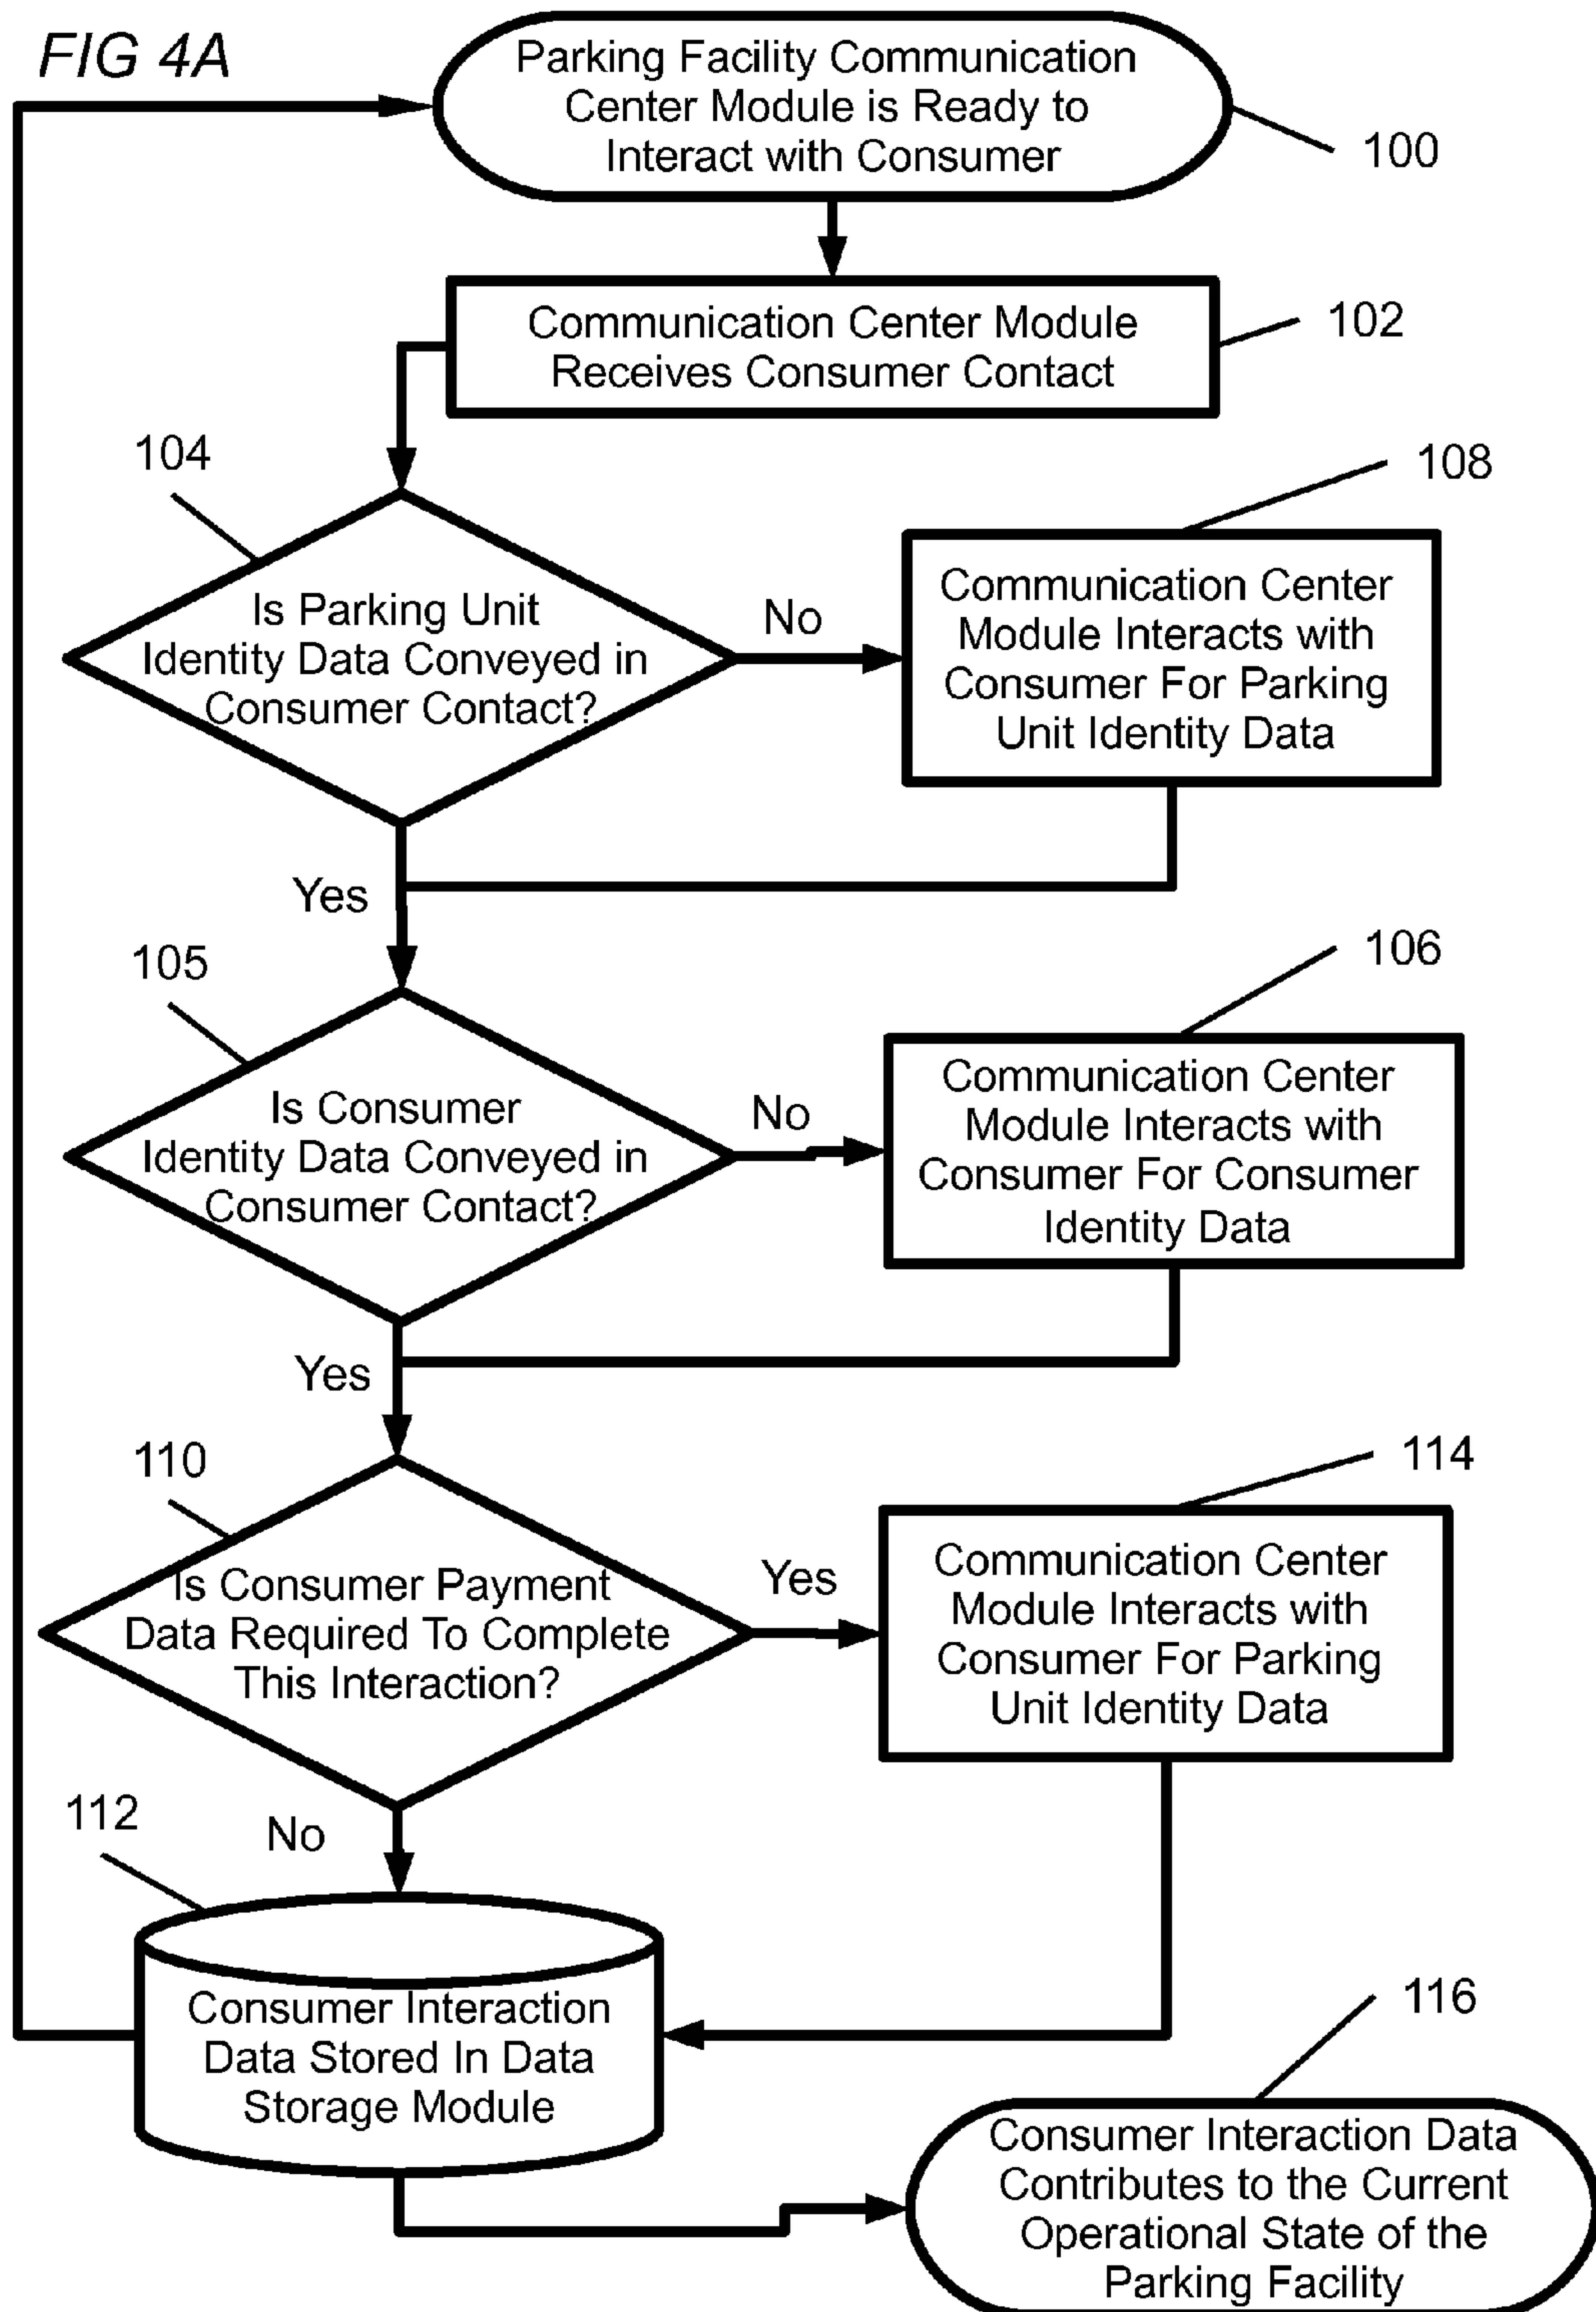 FIG 4A
Parking Facility Communication
Center Module is Ready to
Interact with Consumer
100
Communication Center Module
Receives Consumer Contact
102
104
Is Parking Unit
Identity Data Conveyed in
Consumer Contact?
No
108
Communication Center
Module Interacts with
Consumer For Parking
Unit Identity Data
Yes
105
Is Consumer
Identity Data Conveyed in
Consumer Contact?
No
106
Communication Center
Module Interacts with
Consumer For Consumer
Identity Data
Yes
110
Is Consumer Payment
Data Required To Complete
This Interaction?
Yes
114
Communication Center
Module Interacts with
Consumer For Parking
Unit Identity Data
No
112
Consumer Interaction
Data Stored In Data
Storage Module
116
Consumer Interaction Data
Contributes to the Current
Operational State of the
Parking Facility